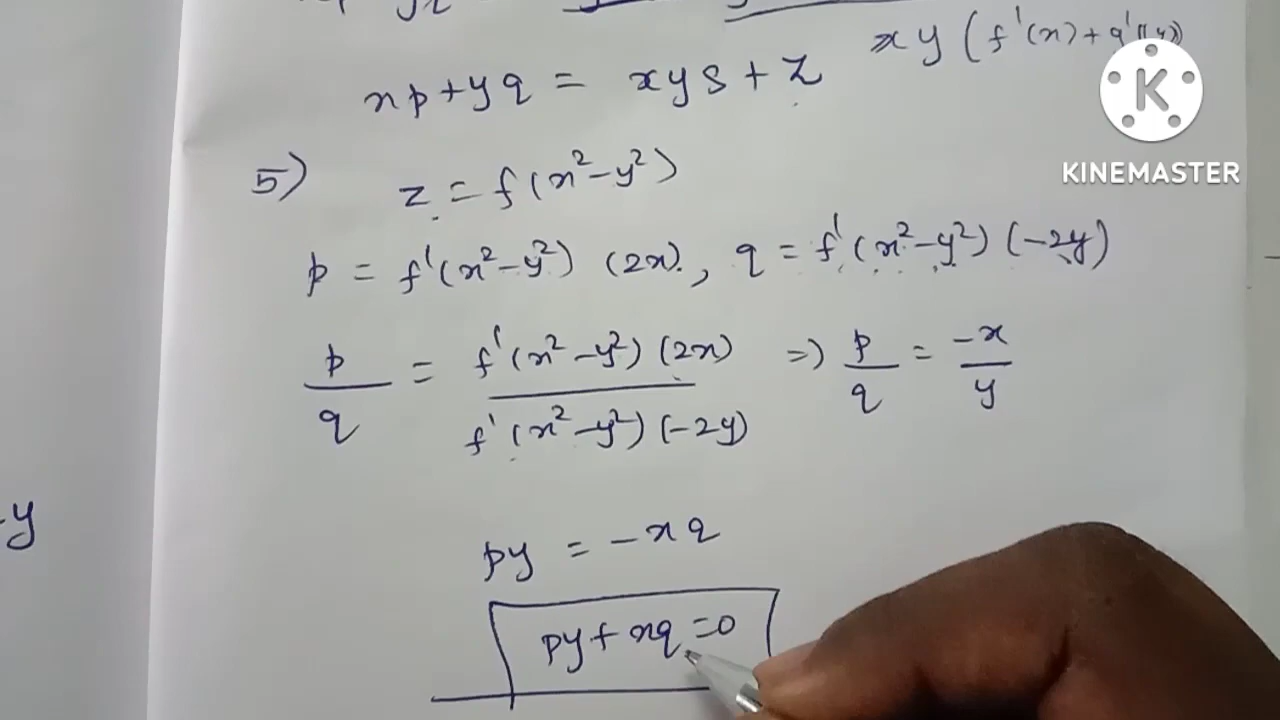 xy (f'(x) + g'(y))
xp + yq = xys + z
K
KINEMASTER
5) z = f(x² - y²)
p = f'(x² - y²) (2x), q = f'(x² - y²) (-2y)
p/q = f'(x² - y²) (2x) / f'(x² - y²) (-2y) ⇒ p/q = -x/y
-y
py = -xq
py + xq = 0